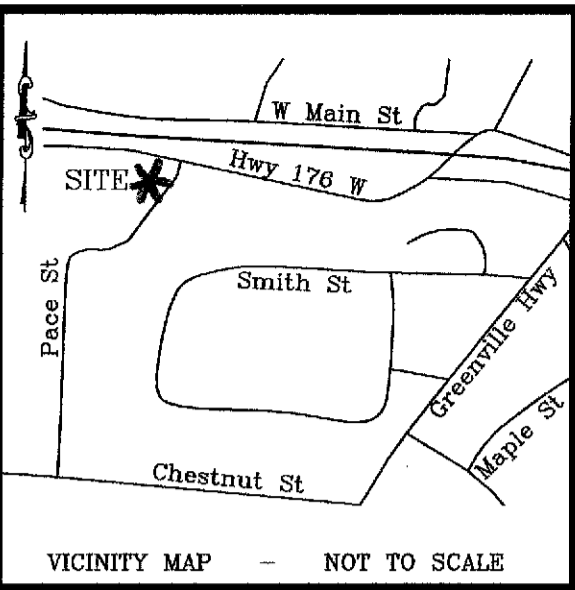 W Main St
Hwy 176 W
SITE
Smith St
Pace St
Greenville Hwy
Maple St
Chestnut St
VICINITY MAP – NOT TO SCALE